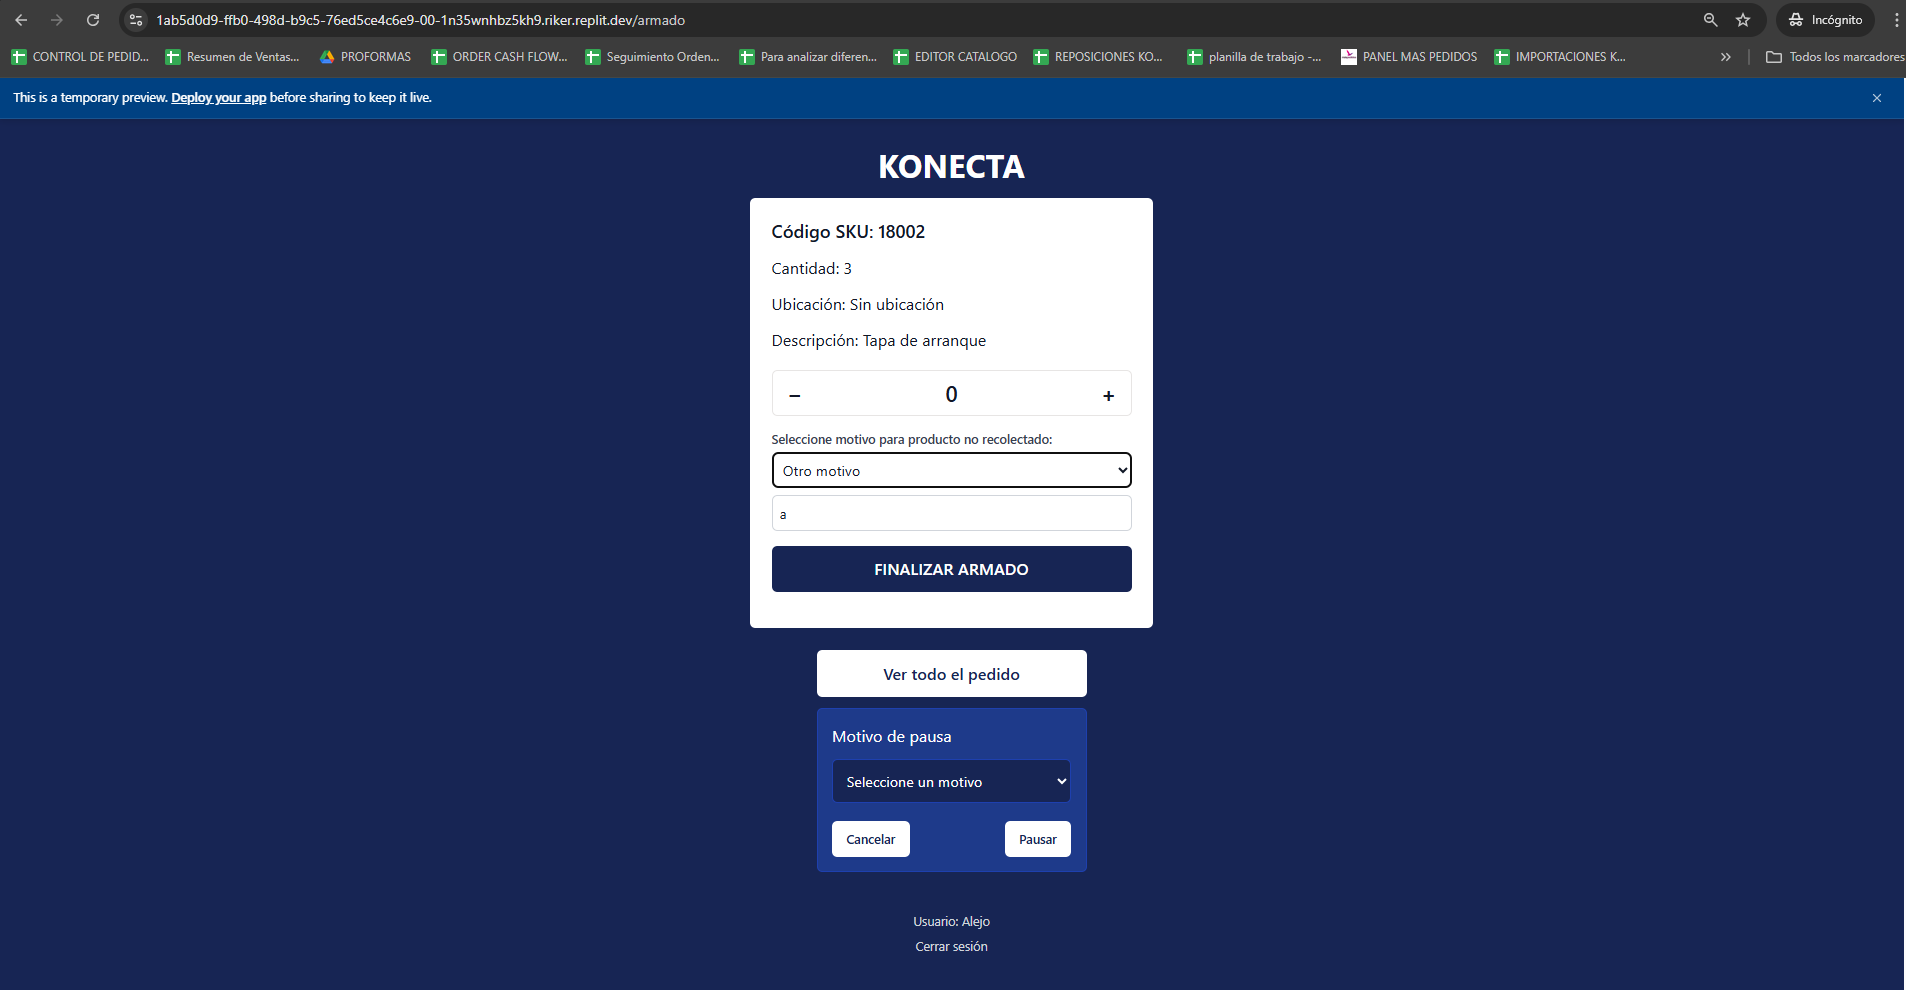 1ab5d0d9-ffb0-498d-b9c5-76ed5ce4c6e9-00-1n35wnhbz5kh9.riker.replit.dev/armado
Incógnito
CONTROL DE PEDID... Resumen de Ventas... PROFORMAS ORDER CASH FLOW... Seguimiento Orden... Para analizar diferen... EDITOR CATALOGO REPOSICIONES KO... planilla de trabajo -... PANEL MAS PEDIDOS IMPORTACIONES K... » Todos los marcadores
This is a temporary preview. Deploy your app before sharing to keep it live.
KONECTA
Código SKU: 18002
Cantidad: 3
Ubicación: Sin ubicación
Descripción: Tapa de arranque
− 0 +
Seleccione motivo para producto no recolectado:
Otro motivo
a
FINALIZAR ARMADO
Ver todo el pedido
Motivo de pausa
Seleccione un motivo
Cancelar Pausar
Usuario: Alejo
Cerrar sesión